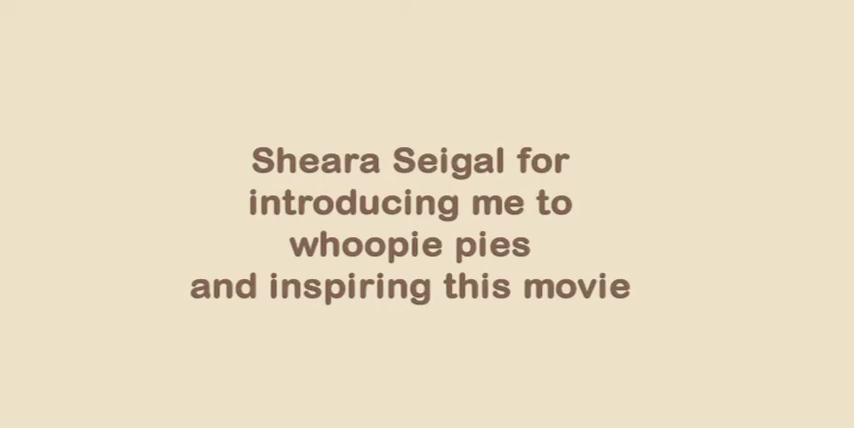 Sheara Seigal for
introducing me to
whoopie pies
and inspiring this movie